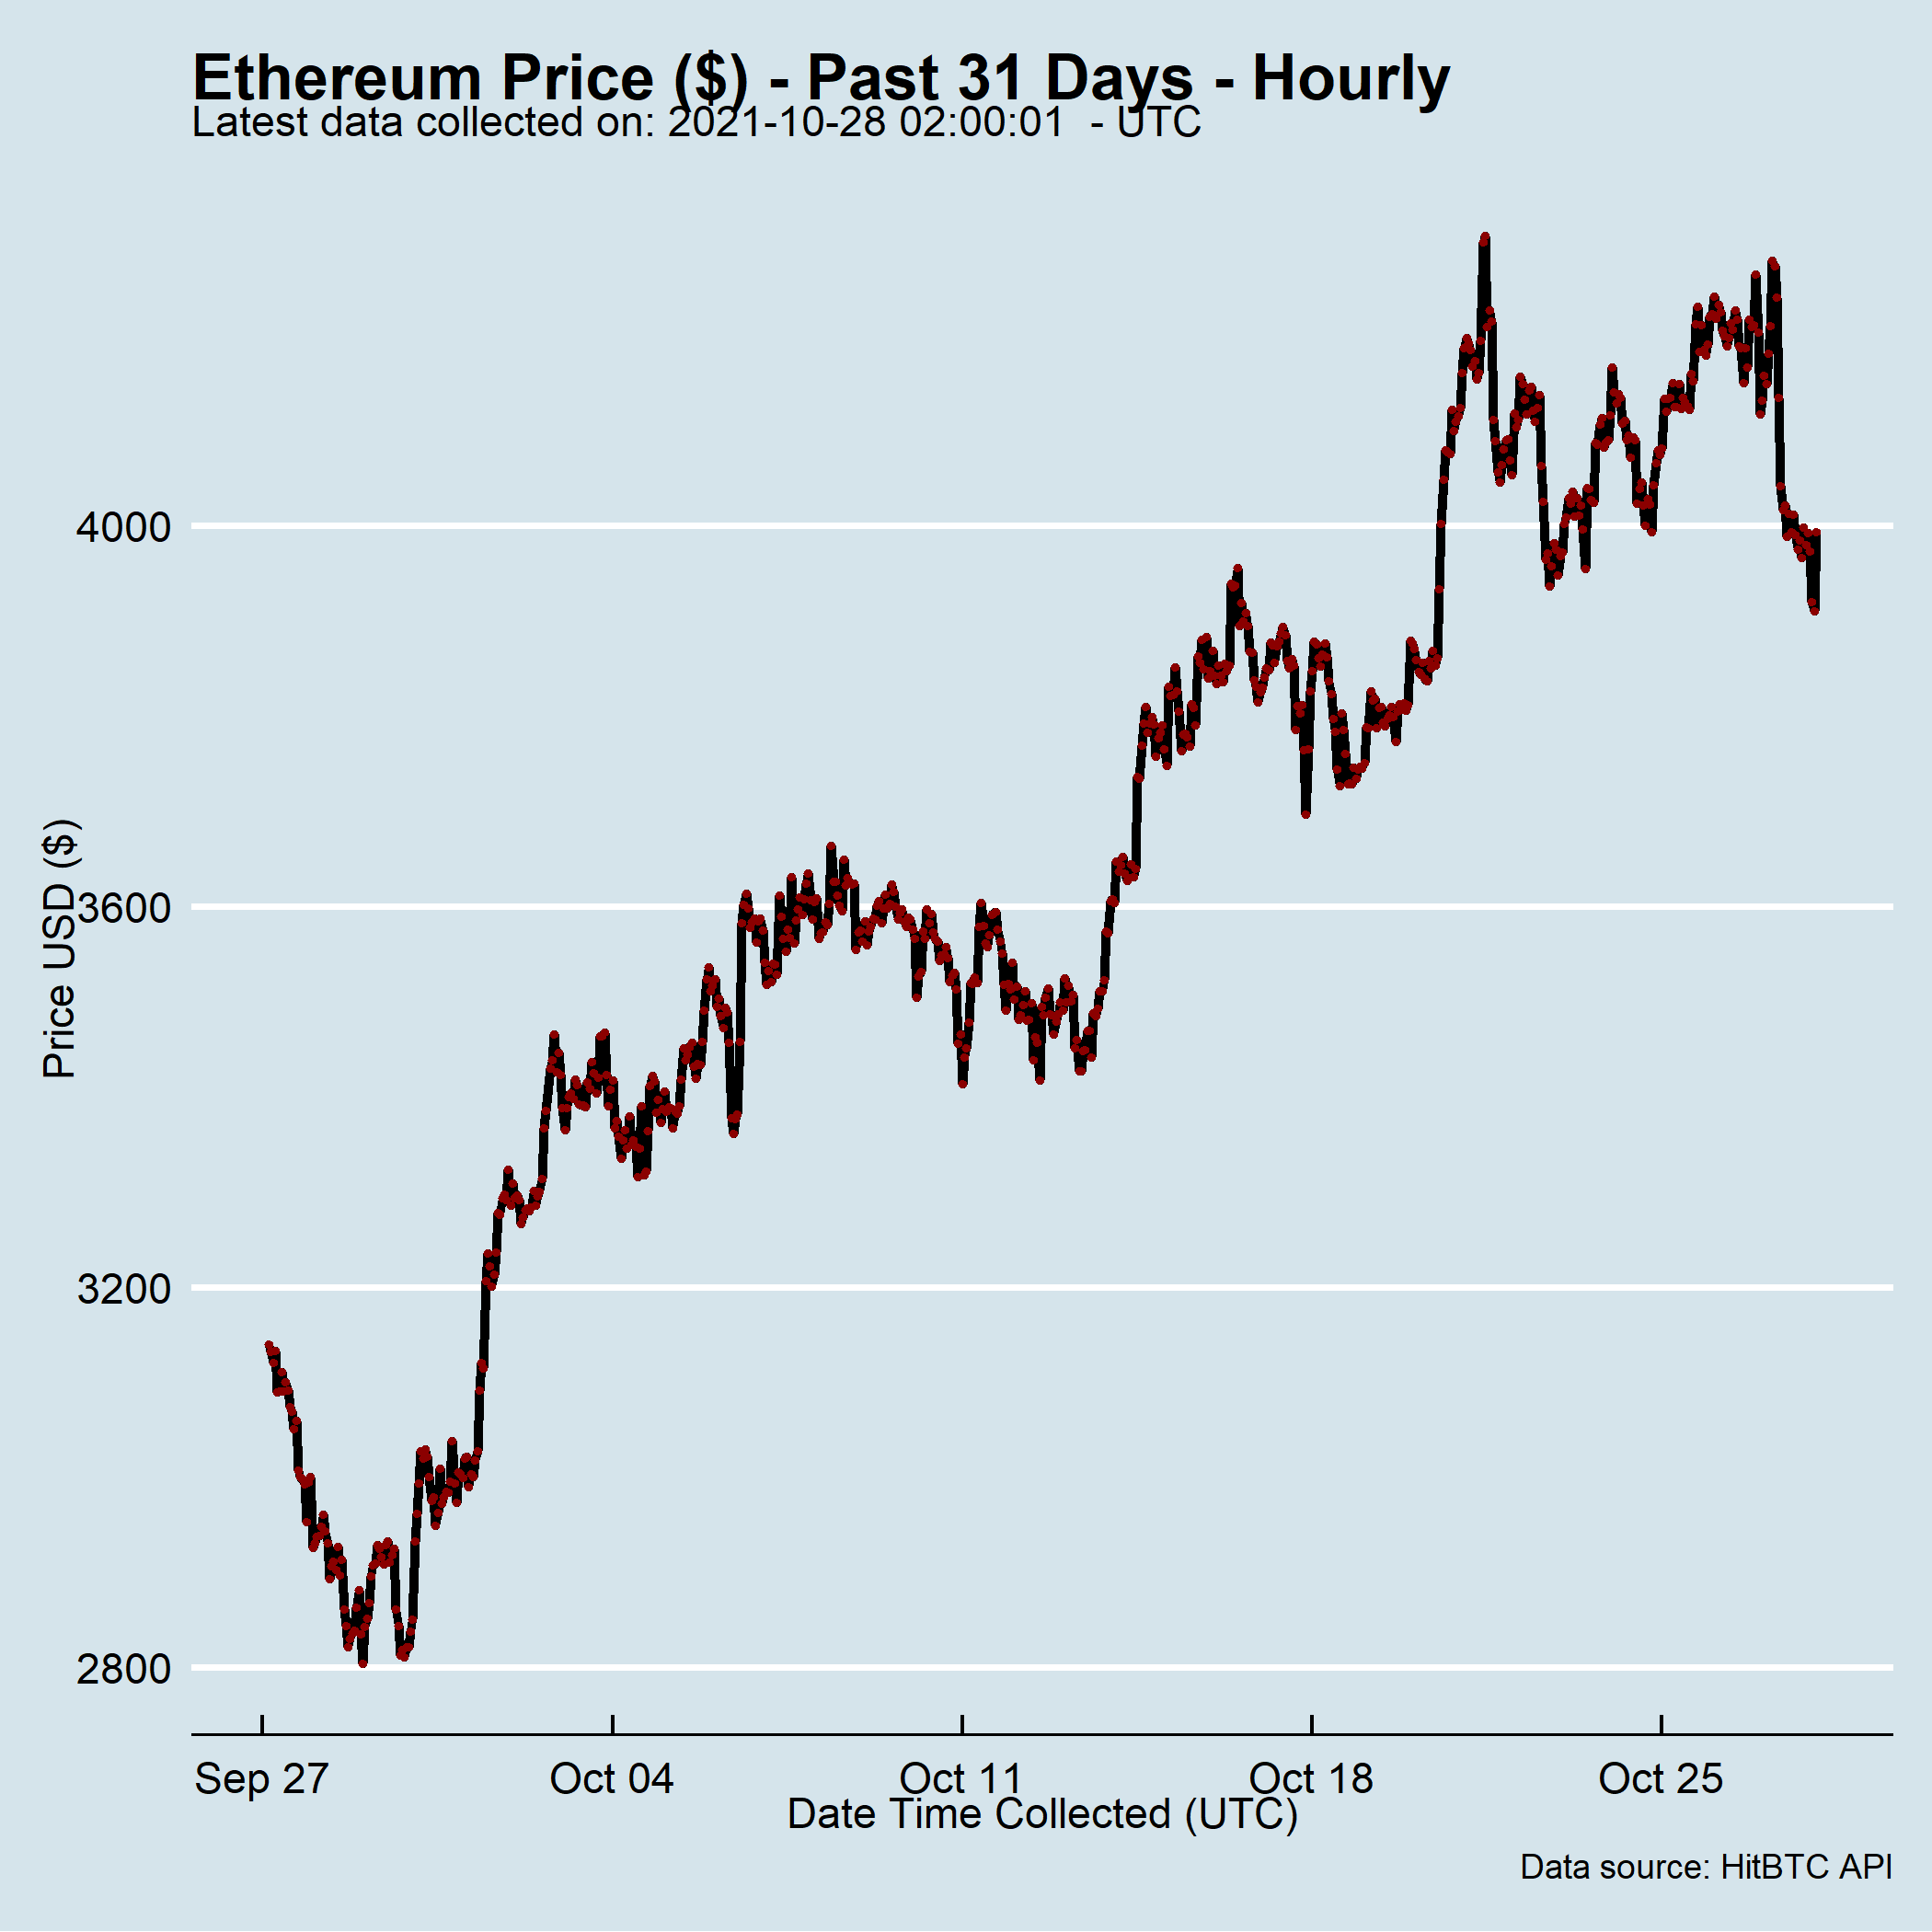 Ethereum Price ($) - Past 31 Days - Hourly
Latest data collected on: 2021-10-28 02:00:01  - UTC
4000
3600
3200
2800
Price USD ($)
Sep 27
Oct 04
Oct 11
Oct 18
Oct 25
Date Time Collected (UTC)
Data source: HitBTC API